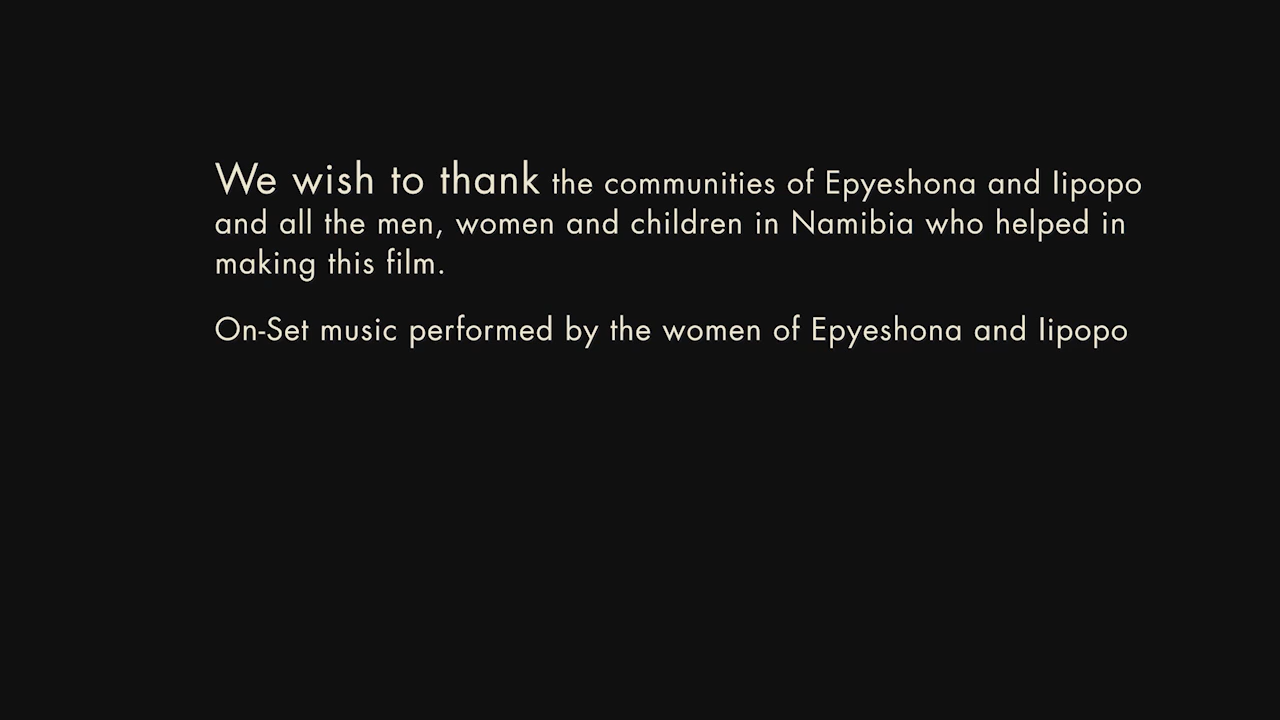 We wish to thank the communities of Epyeshona and Iipopo
and all the men, women and children in Namibia who helped in
making this film.
On-Set music performed by the women of Epyeshona and Iipopo